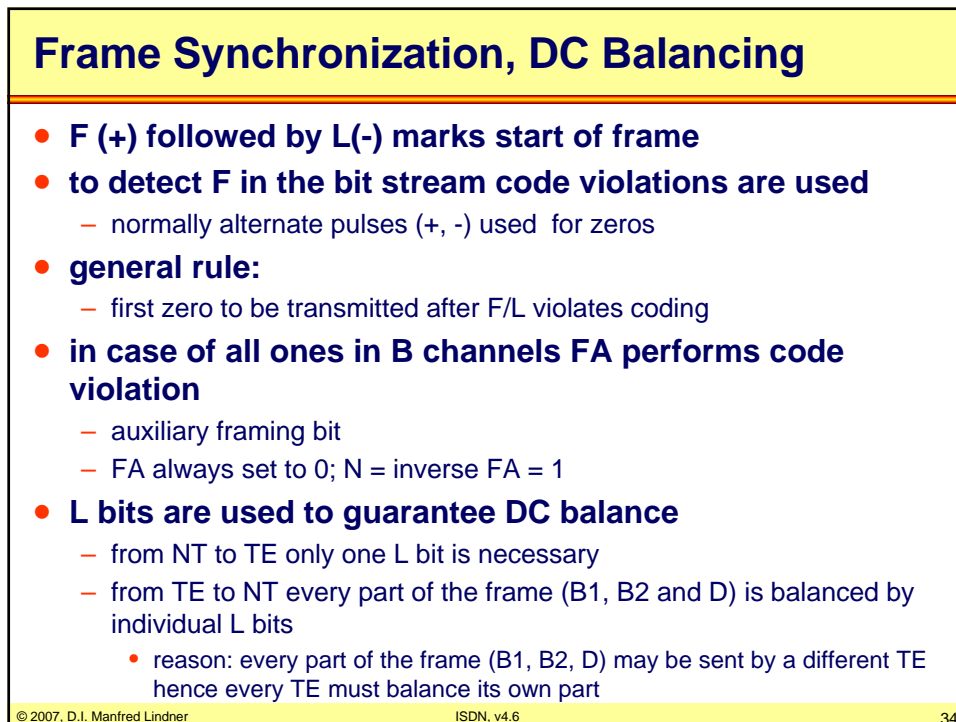 Frame Synchronization, DC Balancing
• F (+) followed by L(-) marks start of frame
• to detect F in the bit stream code violations are used
– normally alternate pulses (+, -) used for zeros
• general rule:
– first zero to be transmitted after F/L violates coding
• in case of all ones in B channels FA performs code
violation
– auxiliary framing bit
– FA always set to 0; N = inverse FA = 1
• L bits are used to guarantee DC balance
– from NT to TE only one L bit is necessary
– from TE to NT every part of the frame (B1, B2 and D) is balanced by
individual L bits
• reason: every part of the frame (B1, B2, D) may be sent by a different TE
hence every TE must balance its own part
© 2007, D.I. Manfred Lindner ISDN, v4.6 34